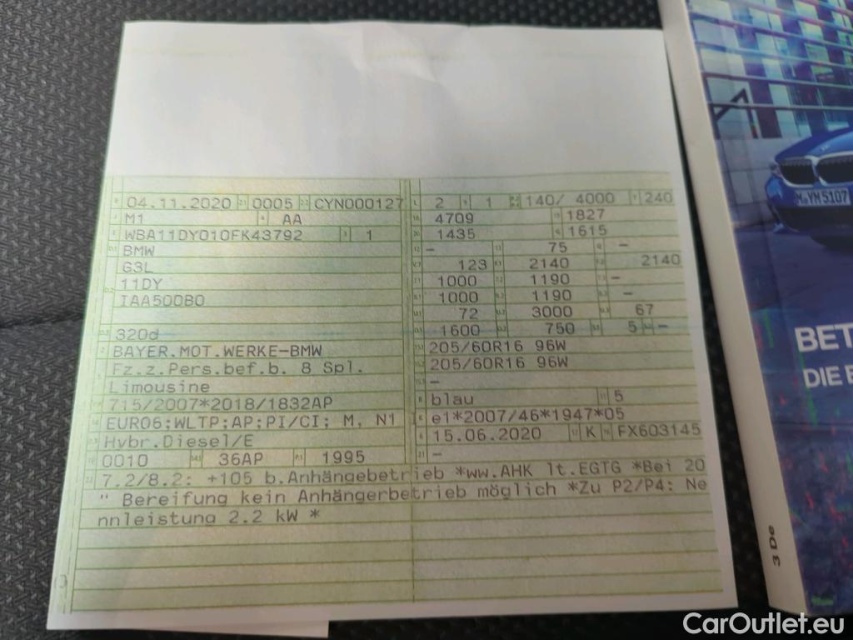 04.11.2020 0005 CYN000127
M1 AA
WBA11DY010FK43792 1
BMW
G3L
11DY
IAA500B0
320d
BAYER.MOT.WERKE-BMW
Fz.z.Pers.bef.b. 8 Spl.
Limousine
715/2007*2018/1832AP
EURO6;WLTP;AP;PI/CI; M, N1
Hybr.Diesel/E
0010 36AP 1995
2 1 140/ 4000 240
4709 1827
1435 1615
- 75 -
123 2140 2140
1000 1190 -
1000 1190 -
72 3000 67
1600 750 5 -
205/60R16 96W
205/60R16 96W
-
blau 5
e1*2007/46*1947*05
15.06.2020 K FX603145
-
7.2/8.2: +105 b.Anhängebetrieb *ww.AHK lt.EGTG *Bei 20
" Bereifung kein Anhängerbetrieb möglich *Zu P2/P4: Ne
nnleistung 2.2 kW *
M·YM 5107
BET
DIE B
3 De
CarOutlet.eu